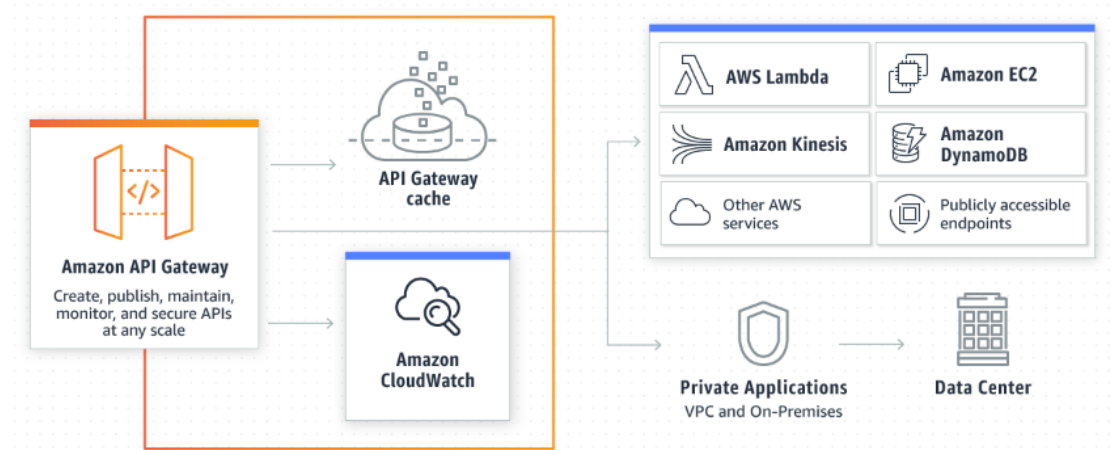 </>
Amazon API Gateway
Create, publish, maintain,
monitor, and secure APIs
at any scale
API Gateway
cache
Amazon
CloudWatch
AWS Lambda
Amazon EC2
Amazon Kinesis
Amazon
DynamoDB
Other AWS
services
Publicly accessible
endpoints
Private Applications
VPC and On-Premises
Data Center